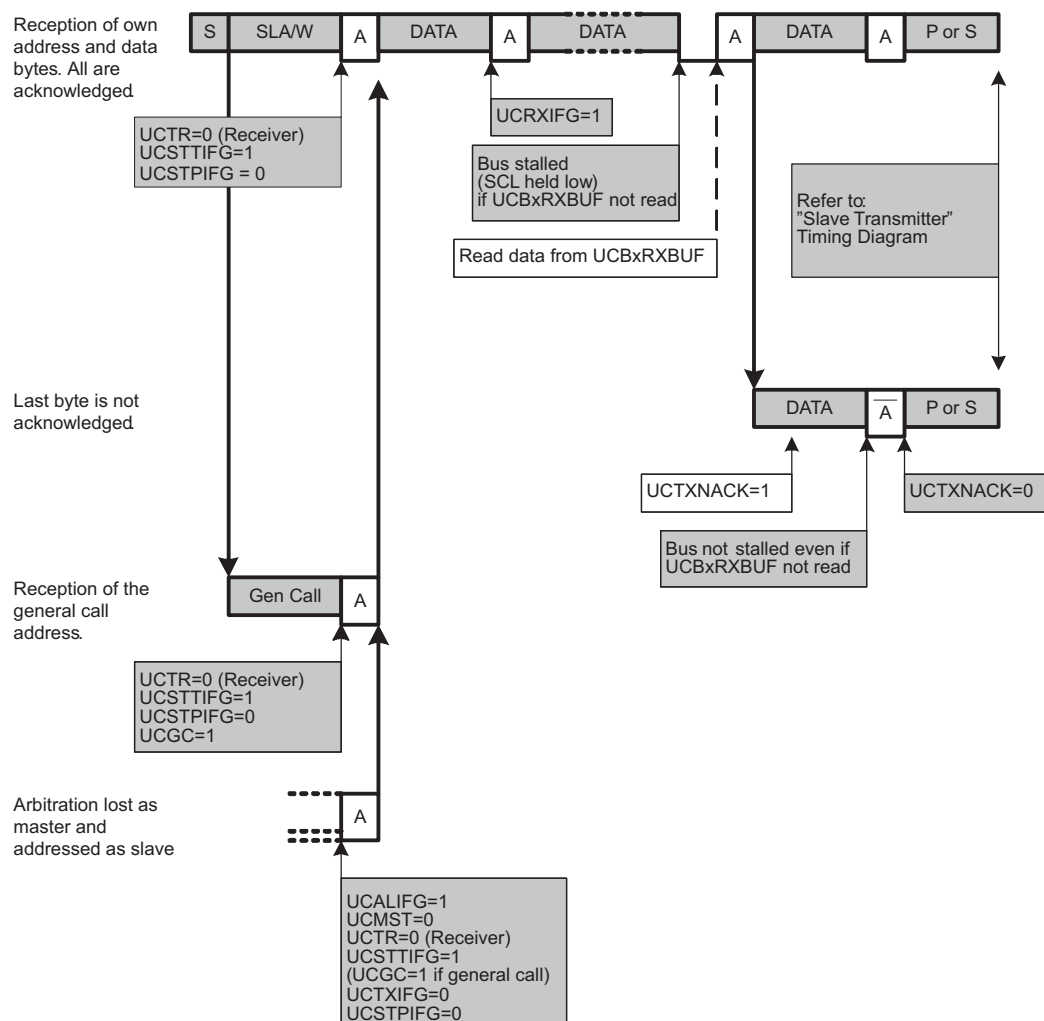 Reception of own
address and data
bytes. All are
acknowledged.
S SLA/W A DATA A DATA A DATA A P or S
UCTR=0 (Receiver)
UCSTTIFG=1
UCSTPIFG = 0
UCRXIFG=1
Bus stalled
(SCL held low)
if UCBxRXBUF not read
Read data from UCBxRXBUF
Refer to:
”Slave Transmitter”
Timing Diagram
Last byte is not
acknowledged.
DATA A P or S
UCTXNACK=1
UCTXNACK=0
Bus not stalled even if
UCBxRXBUF not read
Reception of the
general call
address.
Gen Call A
UCTR=0 (Receiver)
UCSTTIFG=1
UCSTPIFG=0
UCGC=1
Arbitration lost as
master and
addressed as slave
A
UCALIFG=1
UCMST=0
UCTR=0 (Receiver)
UCSTTIFG=1
(UCGC=1 if general call)
UCTXIFG=0
UCSTPIFG=0